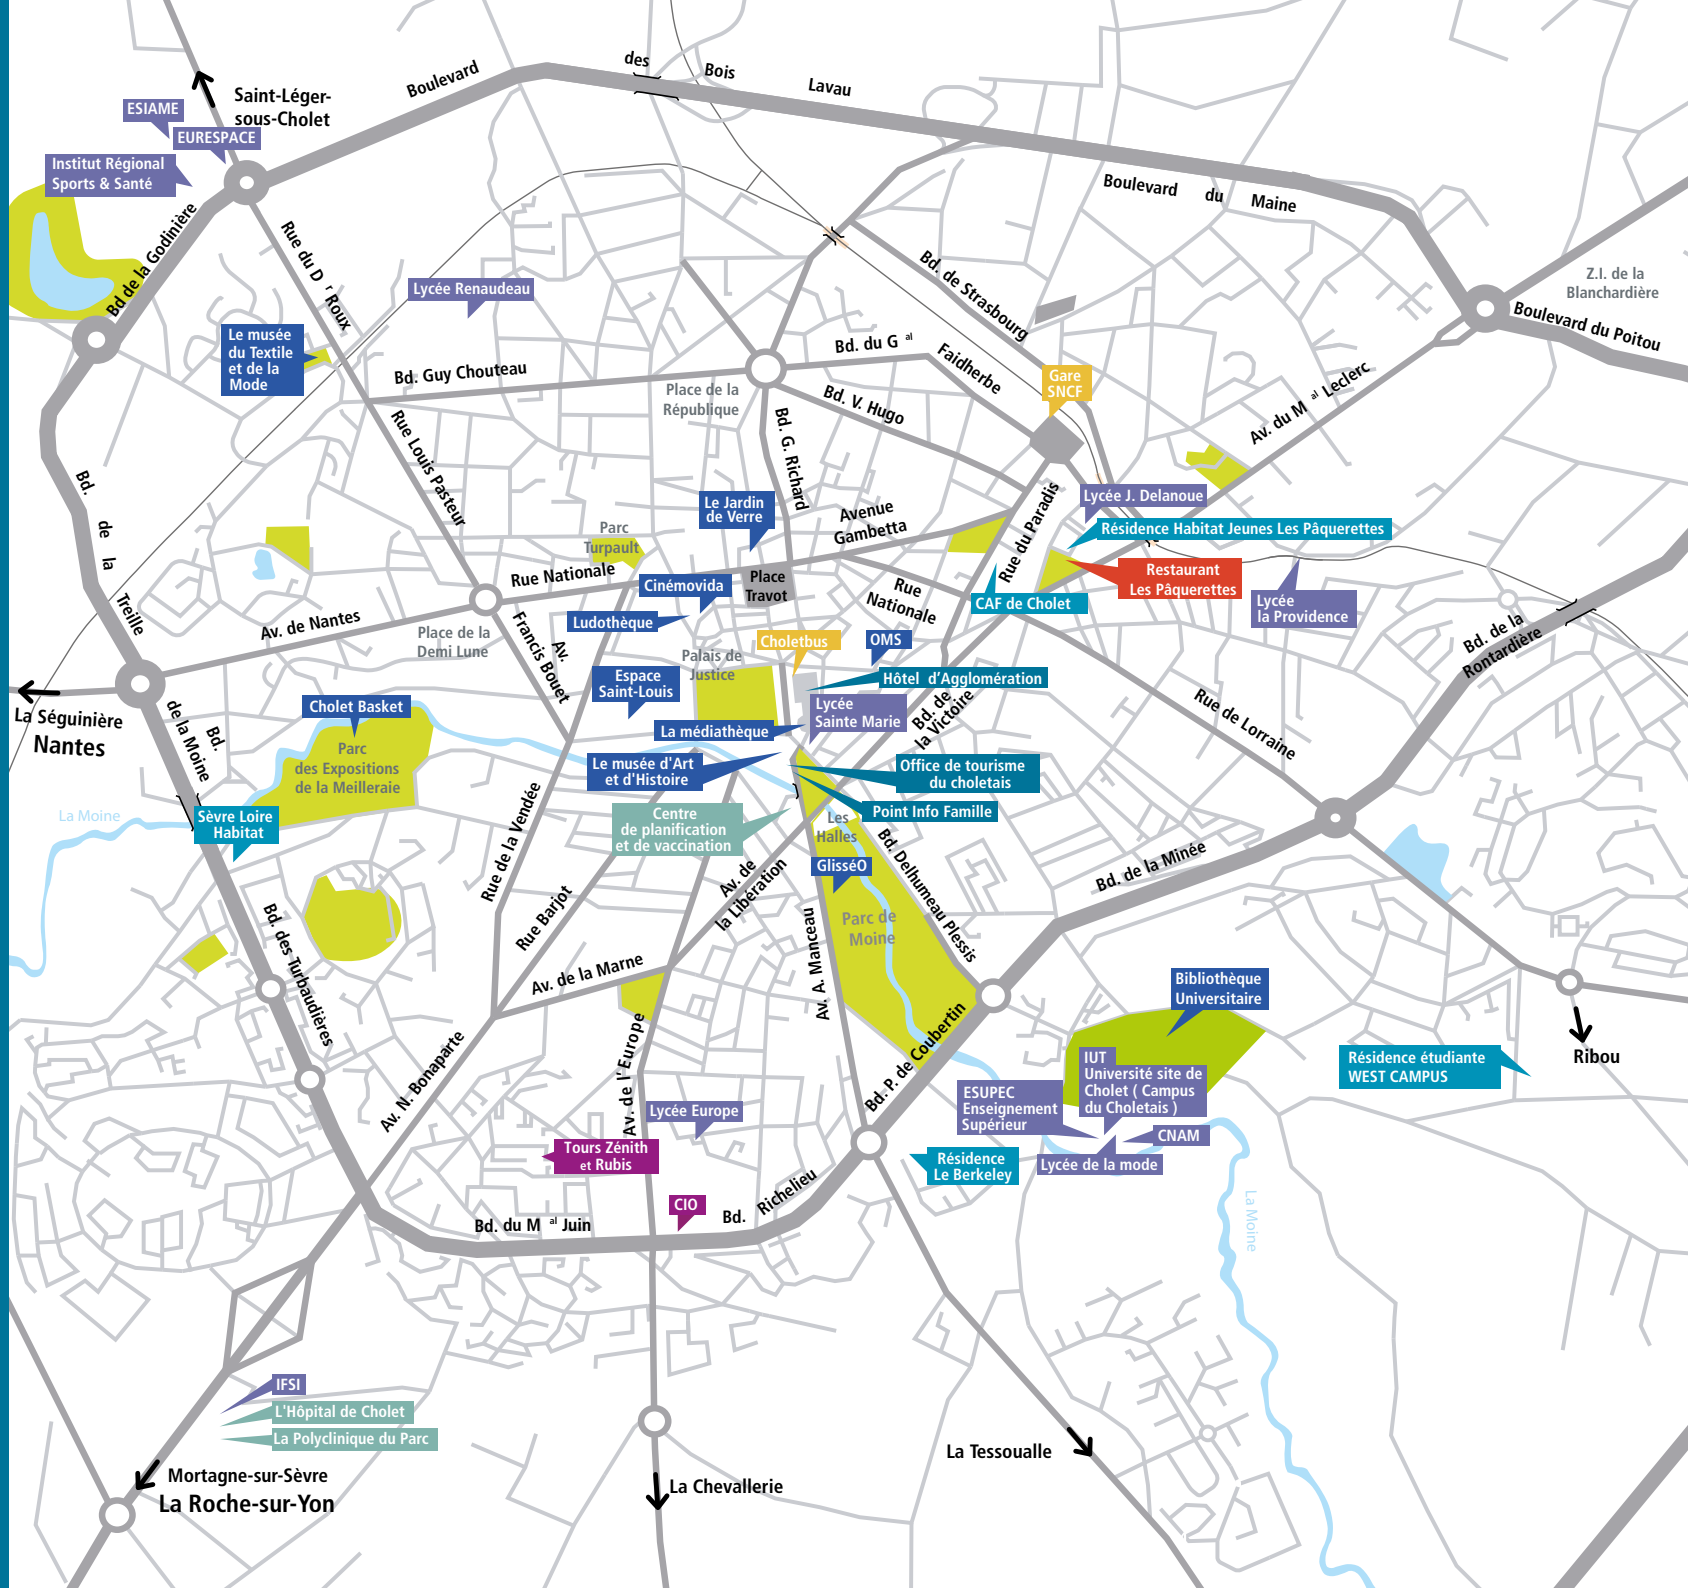 des
Bois
Boulevard
Lavau
Saint-Léger-
sous-Cholet
ESIAME
EURESPACE
Institut Régional
Sports & Santé
Boulevard du Maine
Bd de la Godinière
Rue du D r Roux
Lycée Renaudeau
Bd. de Strasbourg
Z.I. de la
Blanchardière
Boulevard du Poitou
Le musée
du Textile
et de la
Mode
Bd. Guy Chouteau
Bd. du G al
Faidherbe
Place de la
République
Bd. V. Hugo
Gare
SNCF
Av. du M al Leclerc
Rue Louis Pasteur
Bd. G. Richard
Bd. de la Treille
Le Jardin
de Verre
Avenue
Gambetta
Rue du Paradis
Lycée J. Delanoue
Résidence Habitat Jeunes Les Pâquerettes
Parc
Turpault
Rue Nationale
Cinémovida
Place
Travot
Rue
Nationale
Restaurant
Les Pâquerettes
CAF de Cholet
Lycée
la Providence
Av. de Nantes
Place de la
Demi Lune
Av.
Francis Bouet
Ludothèque
Choletbus
OMS
Palais de
Justice
Bd. de la
Rontardière
Espace
Saint-Louis
Hôtel d'Agglomération
Lycée
Sainte Marie
Bd. de
la Victoire
Rue de Lorraine
La Séguinière
Nantes
Bd.
de la Moine
Cholet Basket
Parc
des Expositions
de la Meilleraie
La médiathèque
Le musée d'Art
et d'Histoire
Office de tourisme
du choletais
La Moine
Sèvre Loire
Habitat
Rue de la Vendée
Centre
de planification
et de vaccination
Point Info Famille
Les
Halles
Bd. Delhumeau Plessis
Bd. de la Minée
GlisséO
Av. de
la Libération
Rue Barjot
Bd. des Turbaudières
Av. A. Manceau
Parc de
Moine
Av. de la Marne
Bibliothèque
Universitaire
Av. N. Bonaparte
Av. de l'Europe
Bd. P. de Coubertin
Ribou
Résidence étudiante
WEST CAMPUS
IUT
Université site de
Cholet ( Campus
du Choletais )
ESUPEC
Enseignement
Supérieur
CNAM
Lycée de la mode
Lycée Europe
Tours Zénith
et Rubis
Résidence
Le Berkeley
CIO
Bd. du M al Juin
Bd. Richelieu
La Moine
IFSI
L'Hôpital de Cholet
La Polyclinique du Parc
Mortagne-sur-Sèvre
La Roche-sur-Yon
La Chevallerie
La Tessoualle